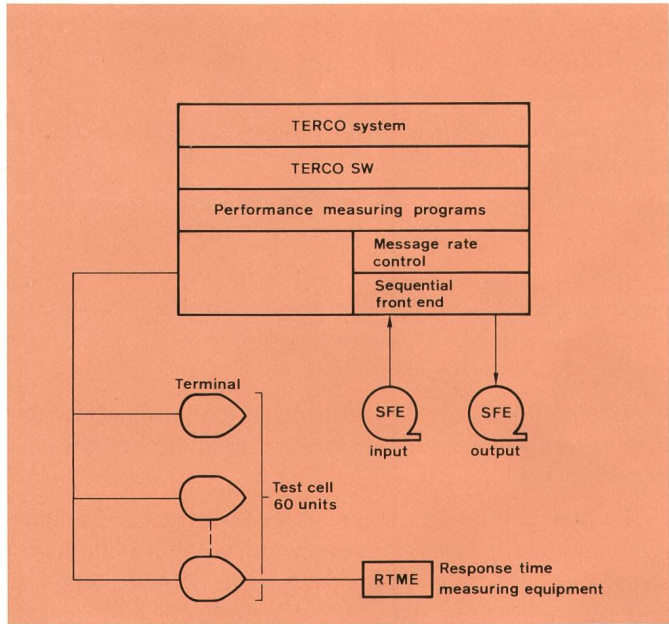 TERCO system
TERCO SW
Performance measuring programs
Message rate
control
Sequential
front end
Terminal
SFE
input
SFE
output
Test cell
60 units
RTME
Response time
measuring equipment